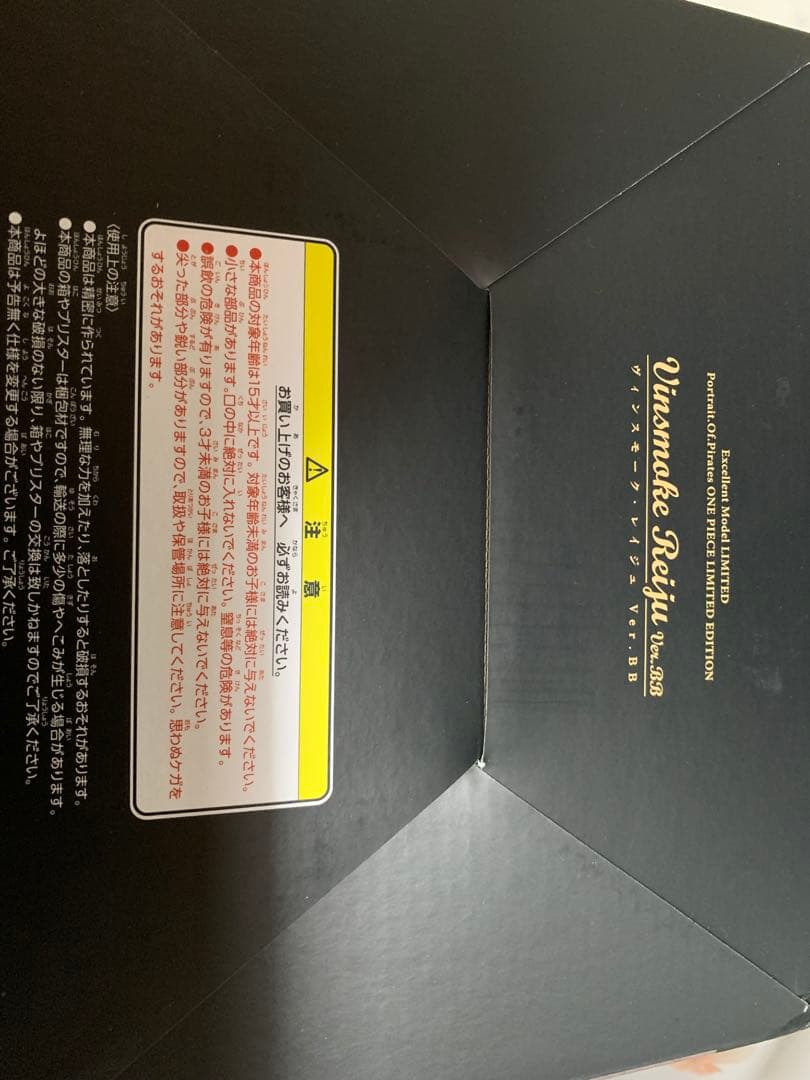 Excellent Model LIMITED
Portrait.Of.Pirates ONE PIECE LIMITED EDITION
Vinsmoke Reiju Ver.BB
ヴィンスモーク・レイジュ Ver.BB
⚠ 注意
お買い上げのお客様へ 必ずお読みください。
●本商品の対象年齢は15才以上です。対象年齢未満のお子様には絶対に与えないでください。
●小さな部品があります。口の中に絶対に入れないでください。窒息等の危険があります。
●誤飲の危険が有りますので、3才未満のお子様には絶対に与えないでください。
●尖った部分や鋭い部分がありますので、取扱や保管場所に注意してください。思わぬケガを
するおそれがあります。
〈使用上の注意〉
●本商品は精密に作られています。無理な力を加えたり、落としたりすると破損するおそれがあります。
●本商品の箱やブリスターは梱包材ですので、輸送の際に多少の傷やへこみが生じる場合があります。
よほどの大きな破損のない限り、箱やブリスターの交換は致しかねますのでご了承ください。
●本商品は予告無く仕様を変更する場合がございます。ご了承ください。